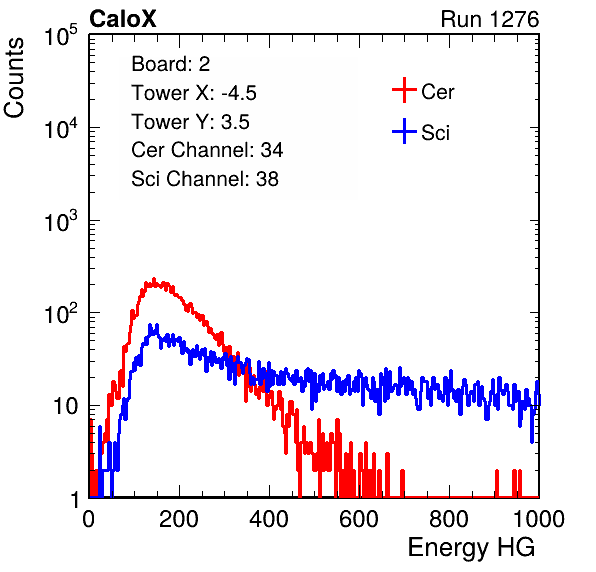 CaloX Run 1276
Counts
Board: 2
Tower X: -4.5
Tower Y: 3.5
Cer Channel: 34
Sci Channel: 38
Cer
Sci
10^5
10^4
10^3
10^2
10
1
0 200 400 600 800 1000
Energy HG